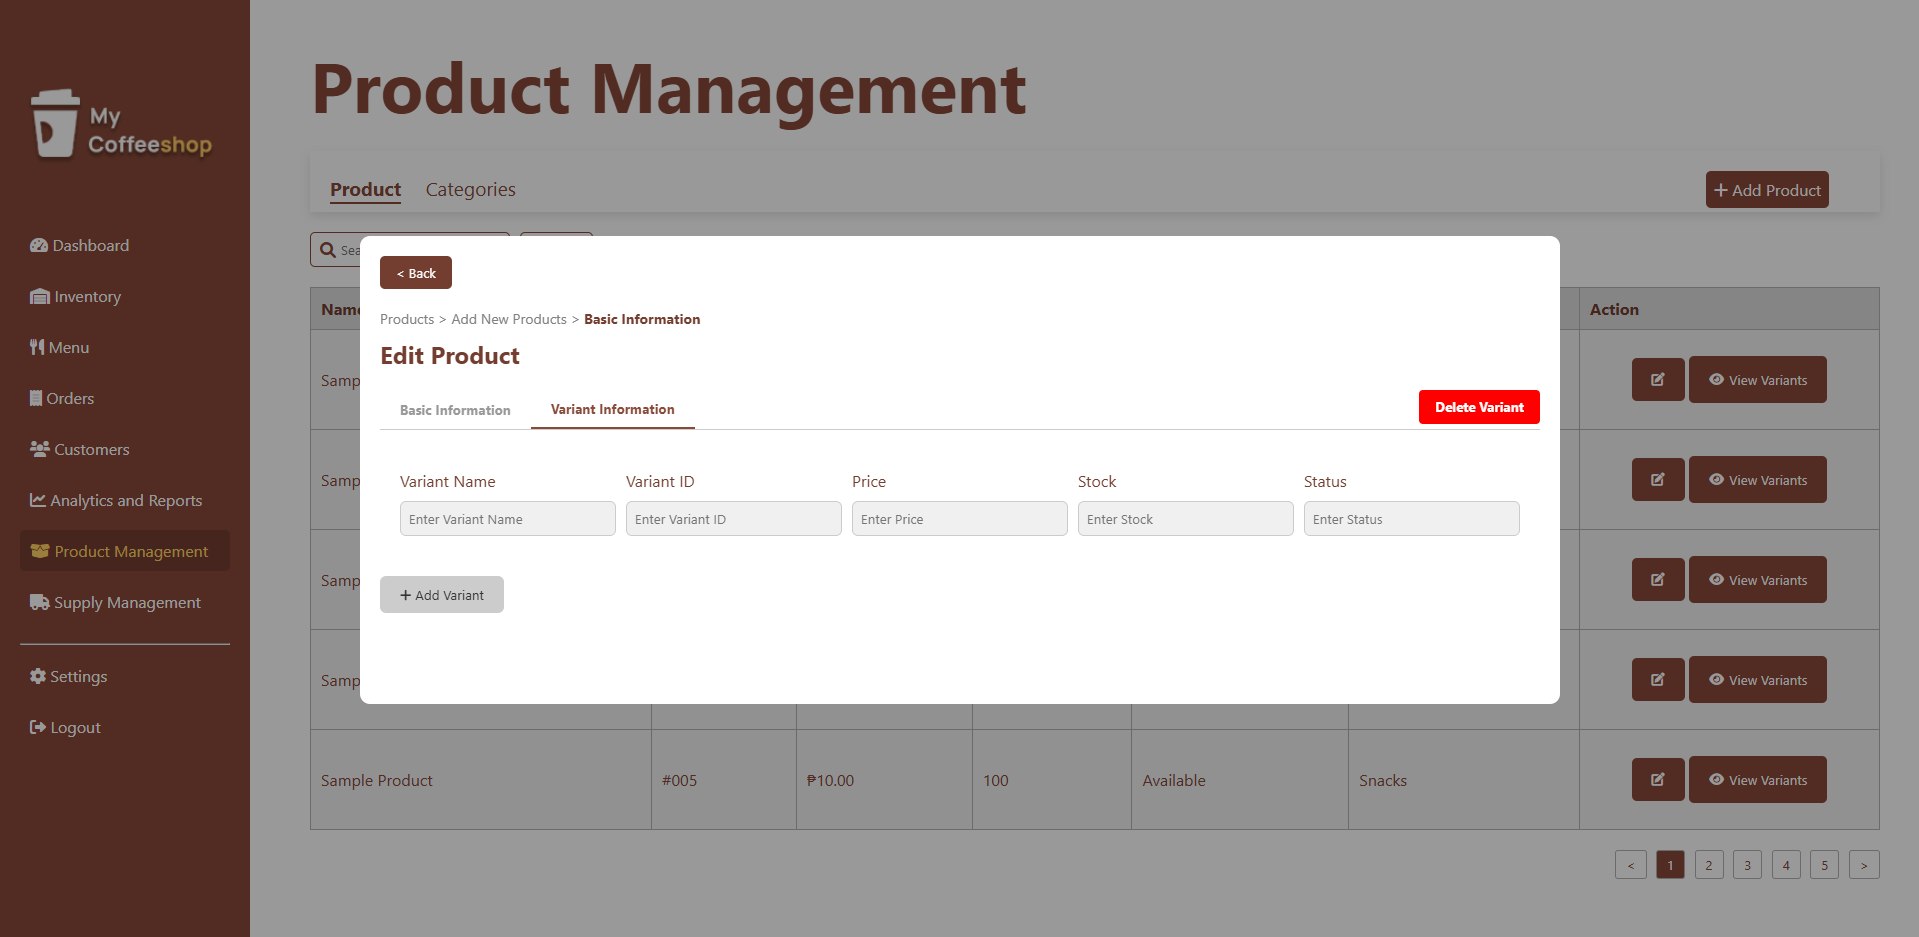 My
Coffeeshop
Dashboard
Inventory
Menu
Orders
Customers
Analytics and Reports
Product Management
Supply Management
Settings
Logout
Product Management
Product Categories
+ Add Product
Sea
< Back
Products > Add New Products > Basic Information
Edit Product
Basic Information Variant Information
Delete Variant
Variant Name Variant ID Price Stock Status
Enter Variant Name Enter Variant ID Enter Price Enter Stock Enter Status
+ Add Variant
Name Action
Samp View Variants
Samp View Variants
Samp View Variants
Samp View Variants
Sample Product #005 ₱10.00 100 Available Snacks View Variants
< 1 2 3 4 5 >